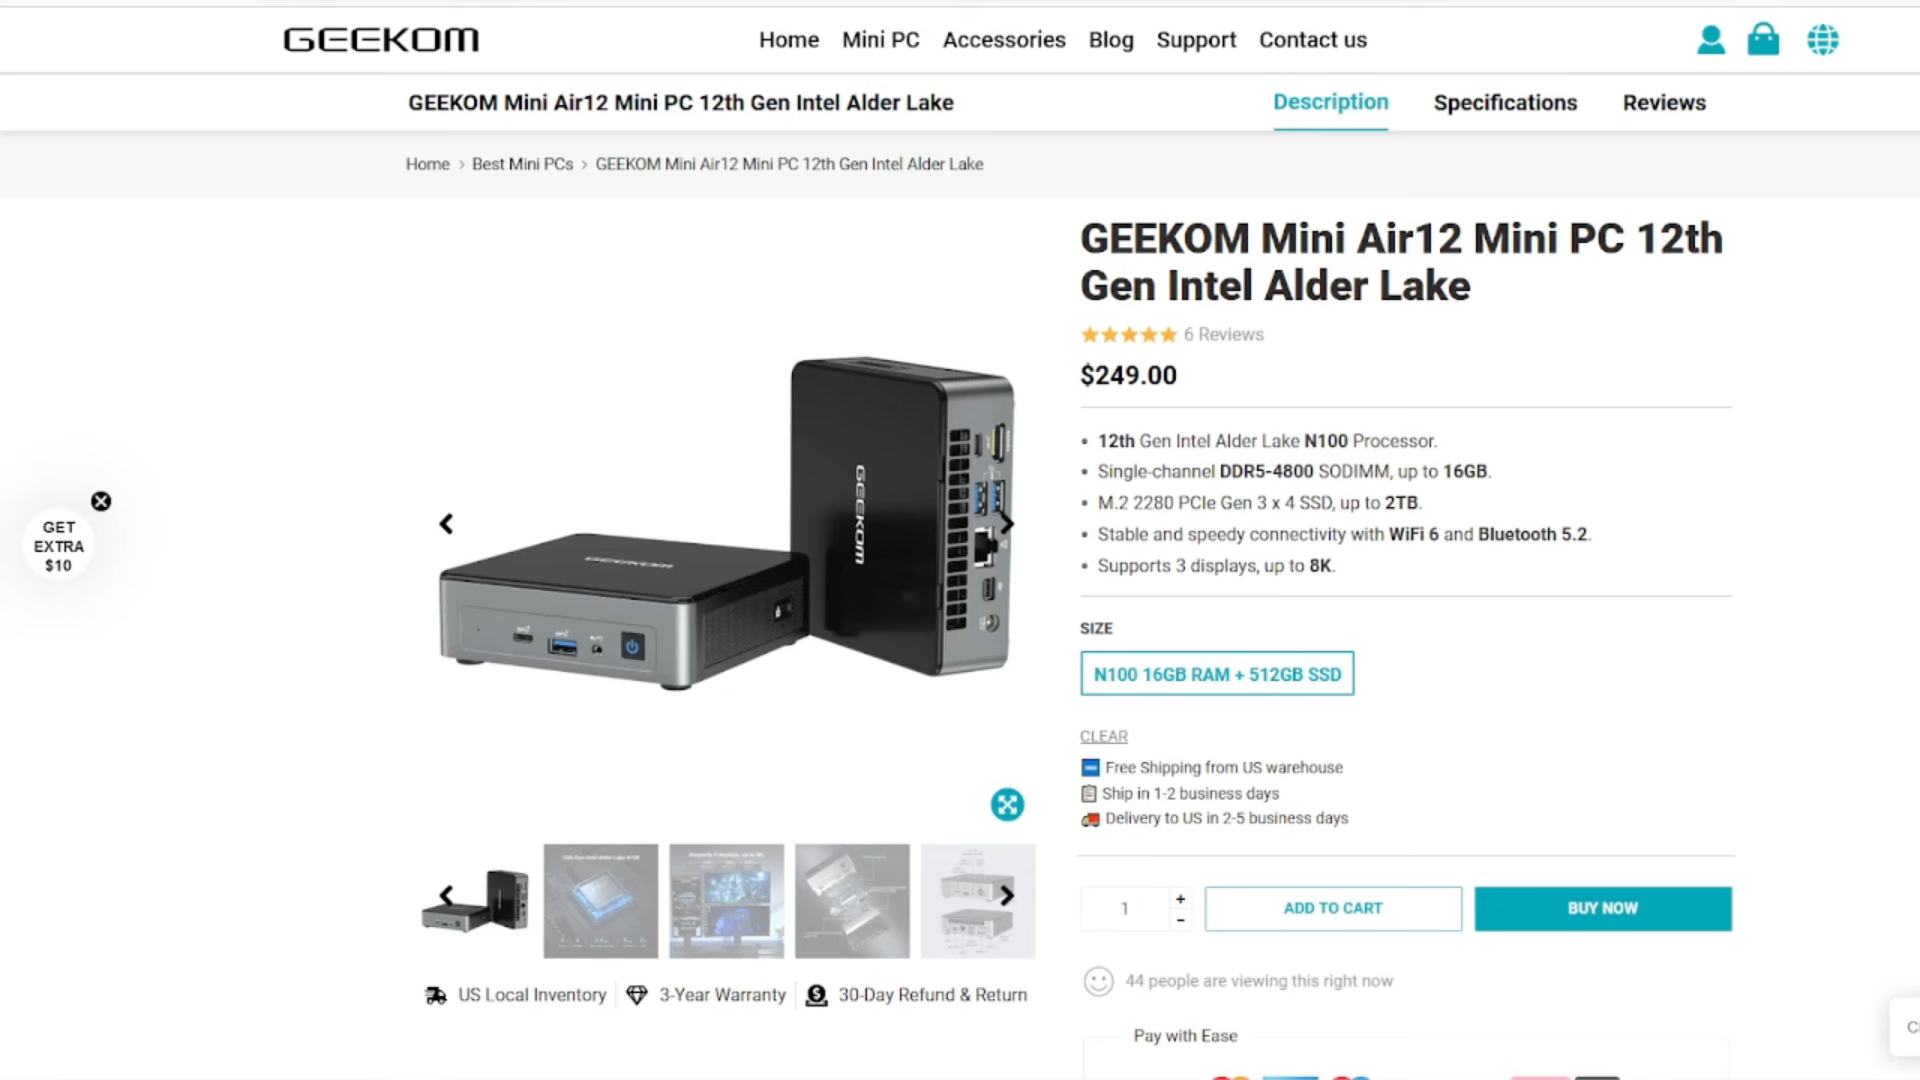 GEEKOM
Home Mini PC Accessories Blog Support Contact us
GEEKOM Mini Air12 Mini PC 12th Gen Intel Alder Lake
Description Specifications Reviews
Home > Best Mini PCs > GEEKOM Mini Air12 Mini PC 12th Gen Intel Alder Lake
GEEKOM Mini Air12 Mini PC 12th
Gen Intel Alder Lake
6 Reviews
$249.00
• 12th Gen Intel Alder Lake N100 Processor.
• Single-channel DDR5-4800 SODIMM, up to 16GB.
• M.2 2280 PCIe Gen 3 x 4 SSD, up to 2TB.
• Stable and speedy connectivity with WiFi 6 and Bluetooth 5.2.
• Supports 3 displays, up to 8K.
GET
EXTRA
$10
GEEKOM
GEEKOM
SIZE
N100 16GB RAM + 512GB SSD
CLEAR
Free Shipping from US warehouse
Ship in 1-2 business days
Delivery to US in 2-5 business days
1 + -
ADD TO CART
BUY NOW
US Local Inventory
3-Year Warranty
30-Day Refund & Return
44 people are viewing this right now
Pay with Ease